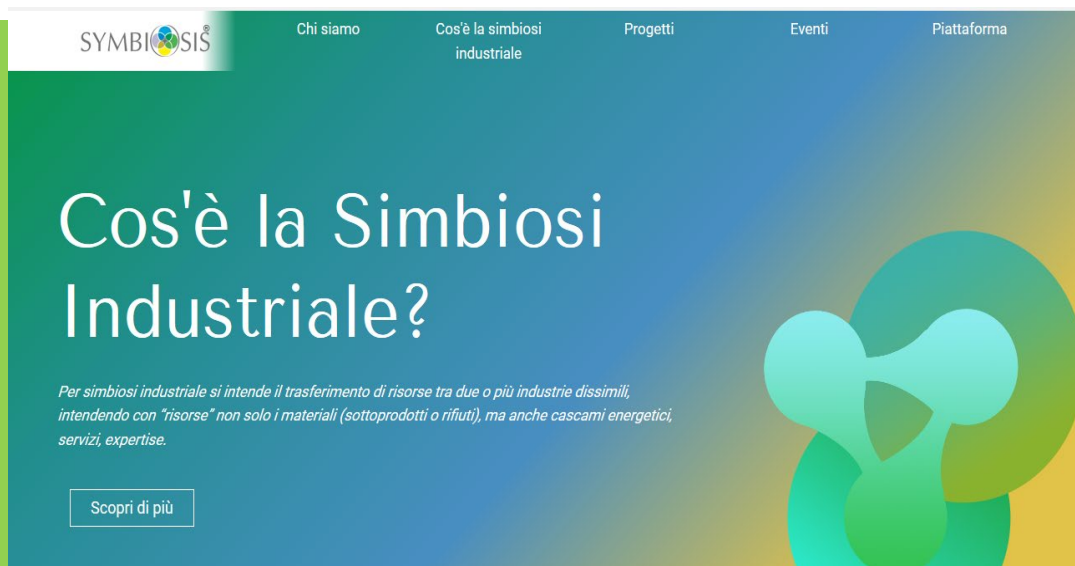 SYMBIOSIS®
Chi siamo
Cos'è la simbiosi
industriale
Progetti
Eventi
Piattaforma
Cos'è la Simbiosi
Industriale?
Per simbiosi industriale si intende il trasferimento di risorse tra due o più industrie dissimili,
intendendo con “risorse” non solo i materiali (sottoprodotti o rifiuti), ma anche cascami energetici,
servizi, expertise.
Scopri di più